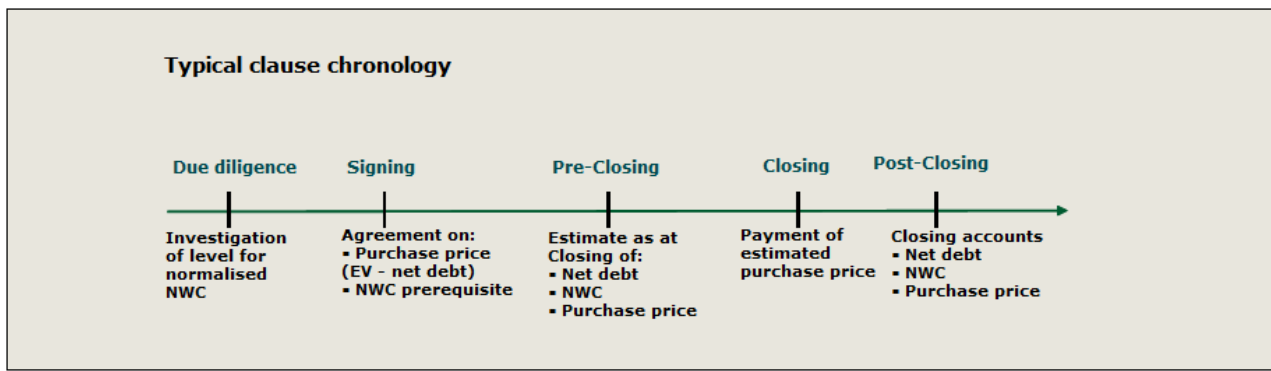 Typical clause chronology
Due diligence
Signing
Pre-Closing
Closing
Post-Closing
Investigation
of level for
normalised
NWC
Agreement on:
▪ Purchase price
(EV - net debt)
▪ NWC prerequisite
Estimate as at
Closing of:
▪ Net debt
▪ NWC
▪ Purchase price
Payment of
estimated
purchase price
Closing accounts
▪ Net debt
▪ NWC
▪ Purchase price